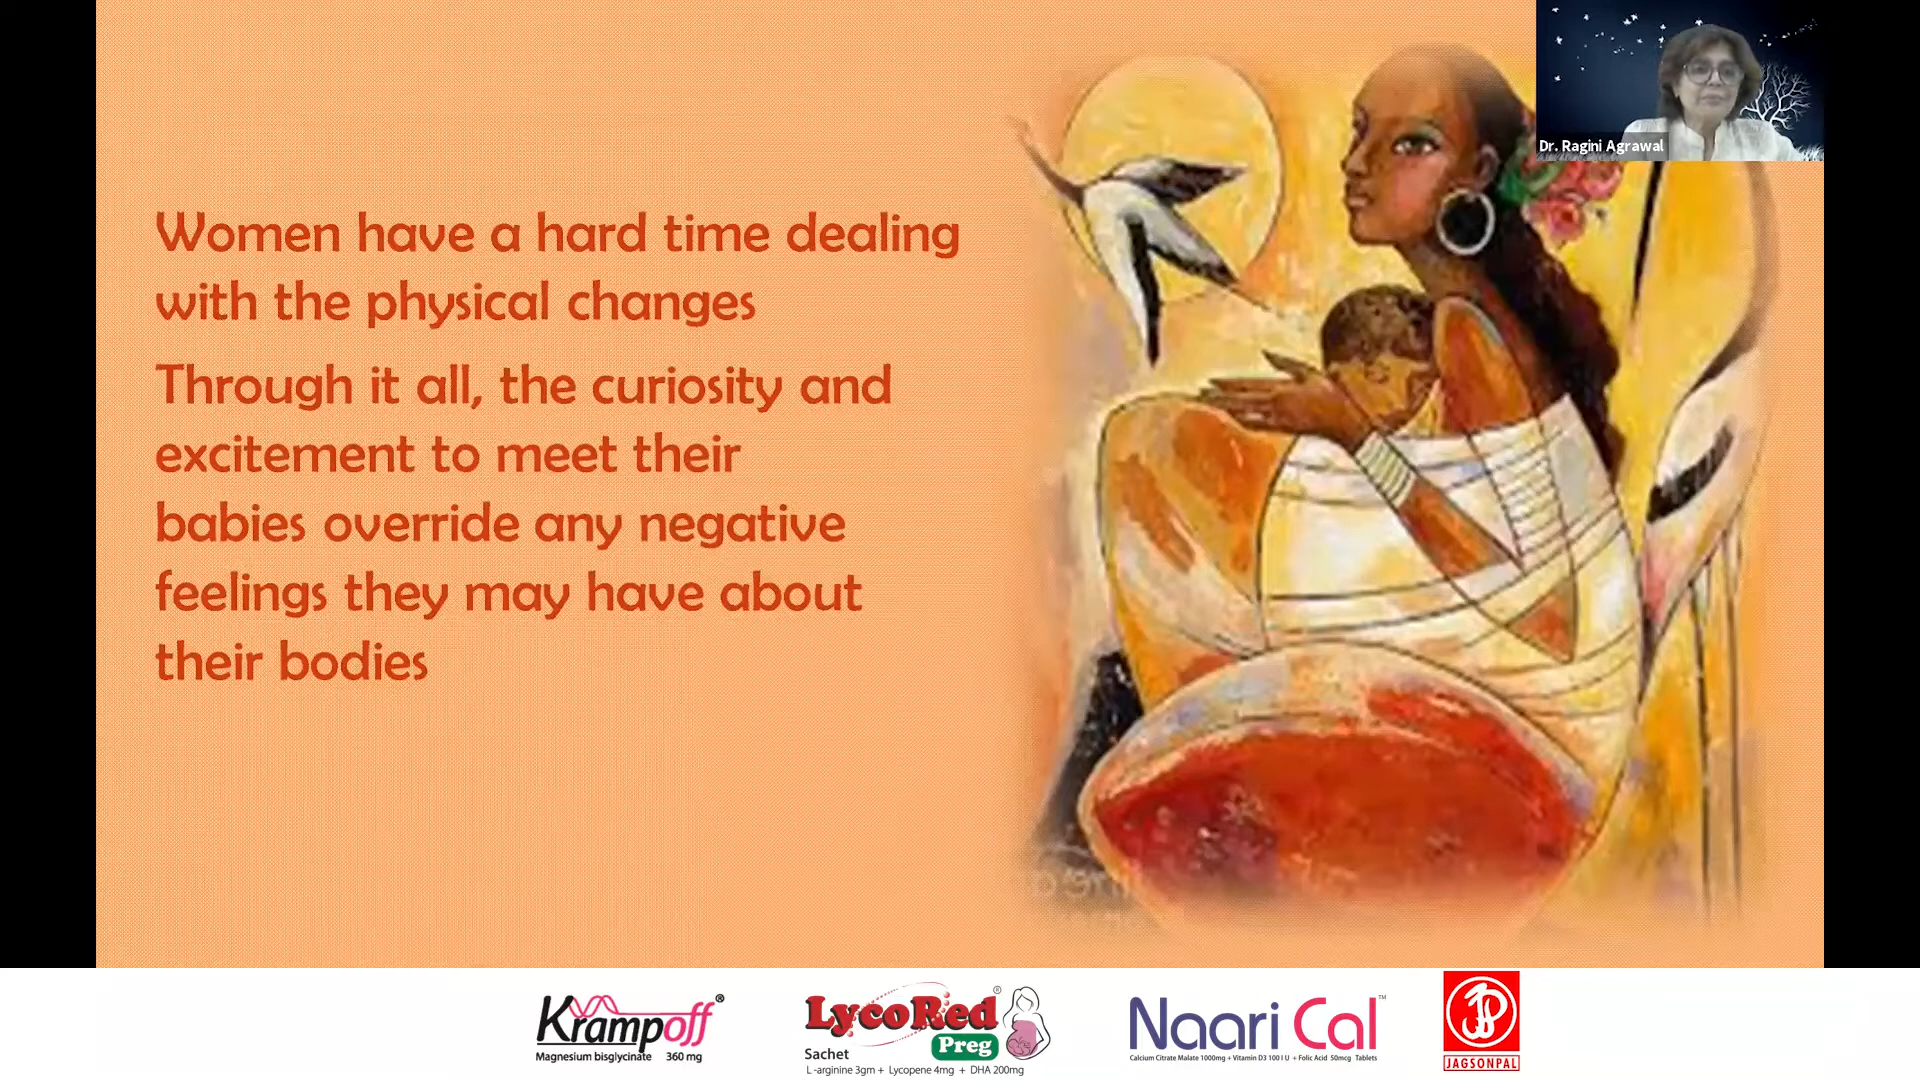 Dr. Ragini Agrawal
Women have a hard time dealing
with the physical changes
Through it all, the curiosity and
excitement to meet their
babies override any negative
feelings they may have about
their bodies
Krampoff®
Magnesium bisglycinate 360 mg
LycoRed®
Preg
Sachet
L-arginine 3gm + Lycopene 4mg + DHA 200mg
Naari Cal™
Calcium Citrate Malate 1000mg + Vitamin D3 100 I U + Folic Acid 50mcg Tablets
JAGSONPAL